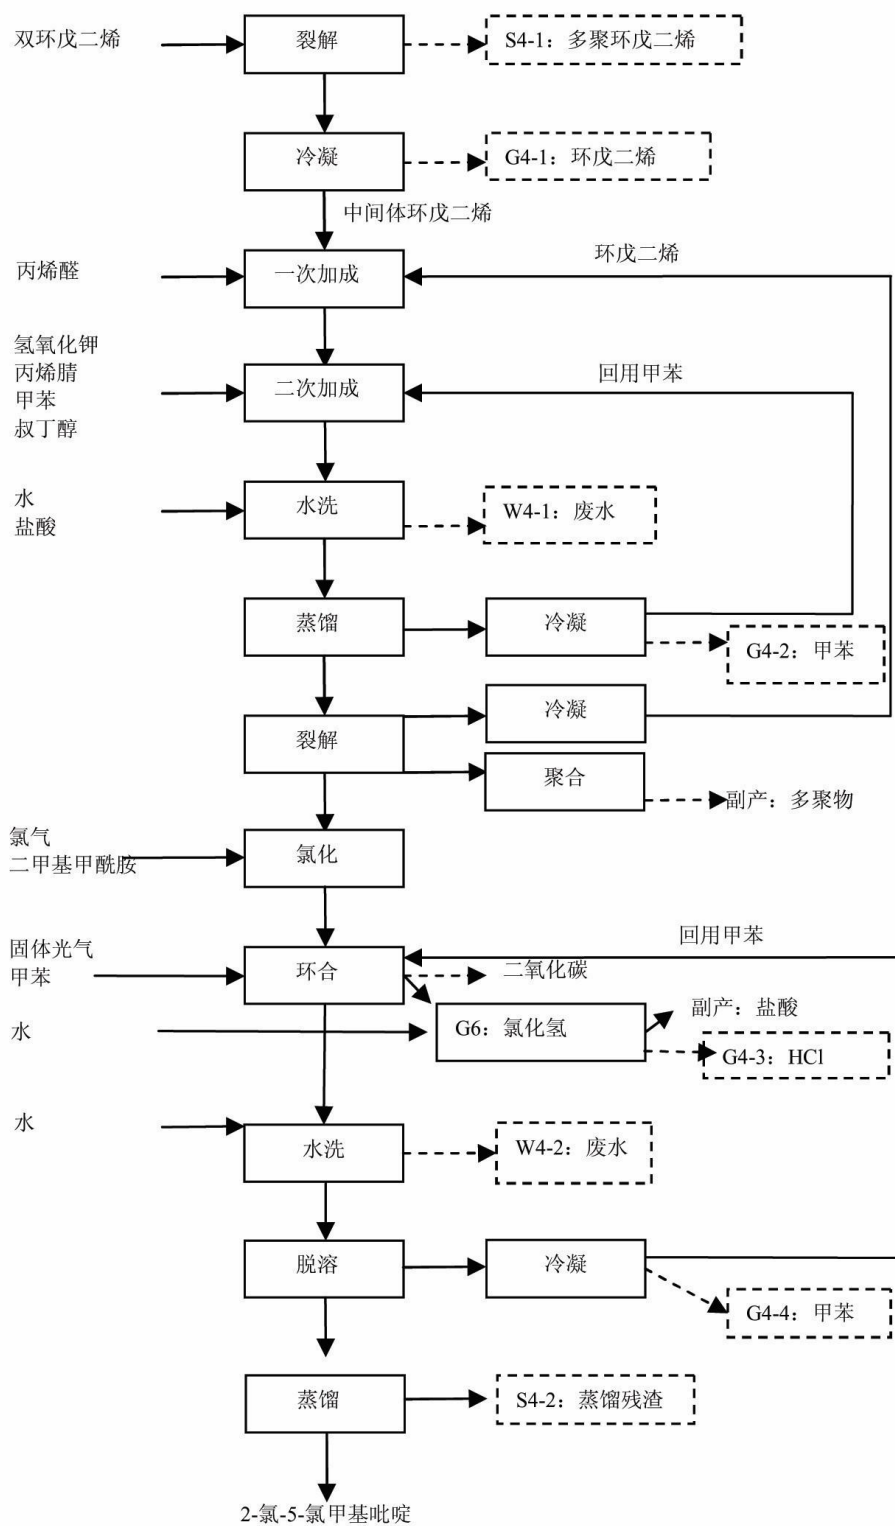 双环戊二烯
裂解
S4-1：多聚环戊二烯
冷凝
G4-1：环戊二烯
中间体环戊二烯
丙烯醛
一次加成
环戊二烯
氢氧化钾
丙烯腈
甲苯
叔丁醇
二次加成
回用甲苯
水
盐酸
水洗
W4-1：废水
蒸馏
冷凝
G4-2：甲苯
裂解
冷凝
聚合
副产：多聚物
氯气
二甲基甲酰胺
氯化
固体光气
甲苯
环合
回用甲苯
二氧化碳
水
G6：氯化氢
副产：盐酸
G4-3：HCl
水
水洗
W4-2：废水
脱溶
冷凝
G4-4：甲苯
蒸馏
S4-2：蒸馏残渣
2-氯-5-氯甲基吡啶